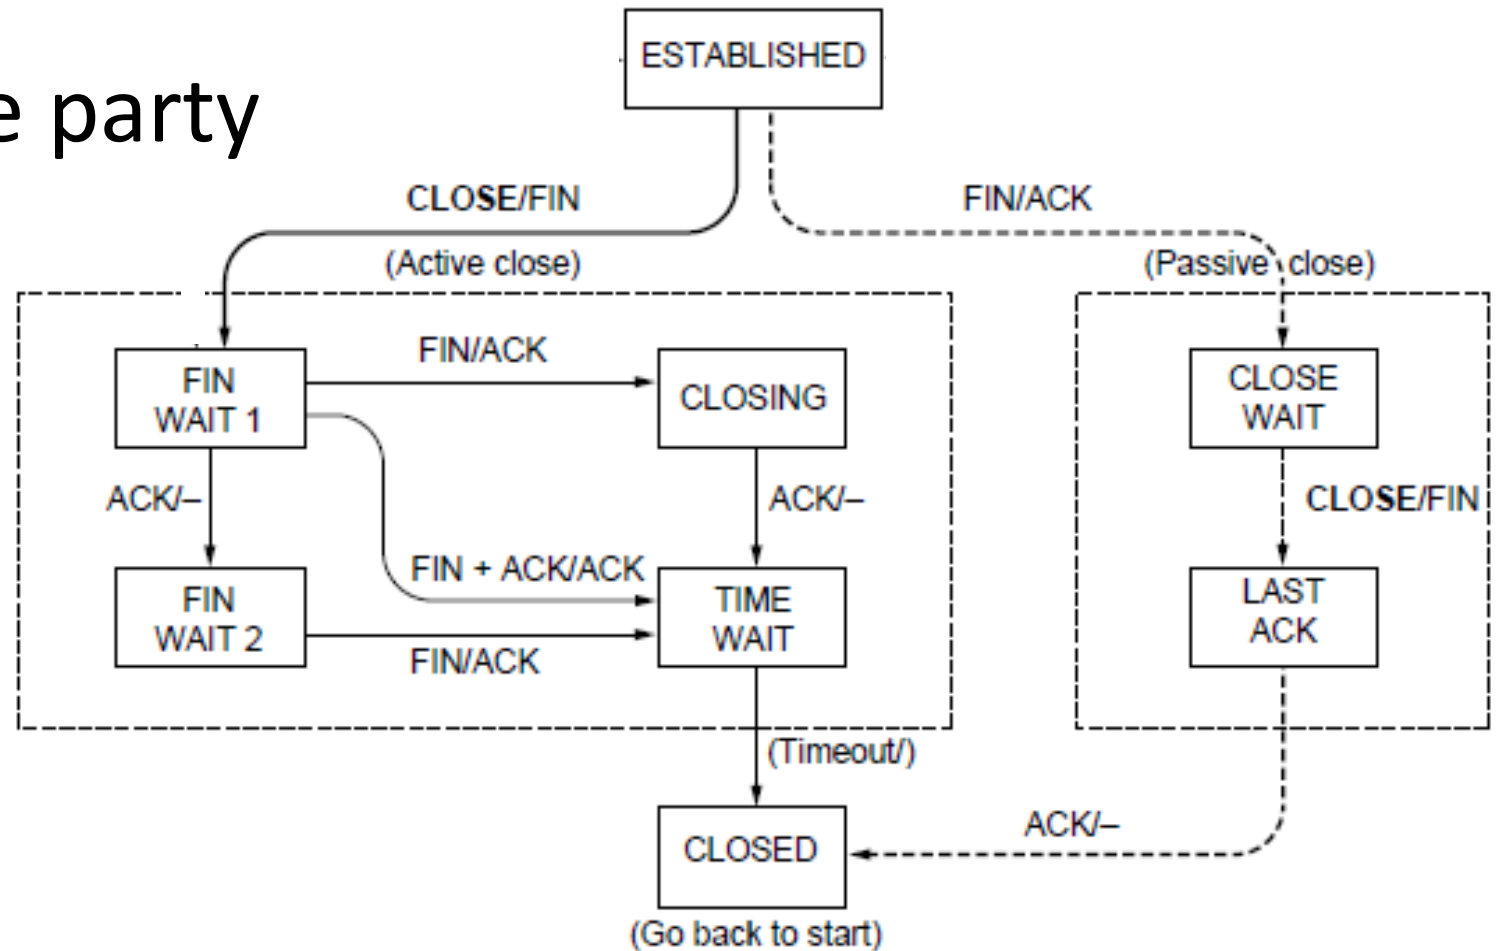 e party
ESTABLISHED
CLOSE/FIN
FIN/ACK
(Active close)
(Passive close)
FIN
WAIT 1
FIN/ACK
CLOSING
CLOSE
WAIT
ACK/–
ACK/–
CLOSE/FIN
FIN + ACK/ACK
FIN
WAIT 2
TIME
WAIT
LAST
ACK
FIN/ACK
(Timeout/)
ACK/–
CLOSED
(Go back to start)